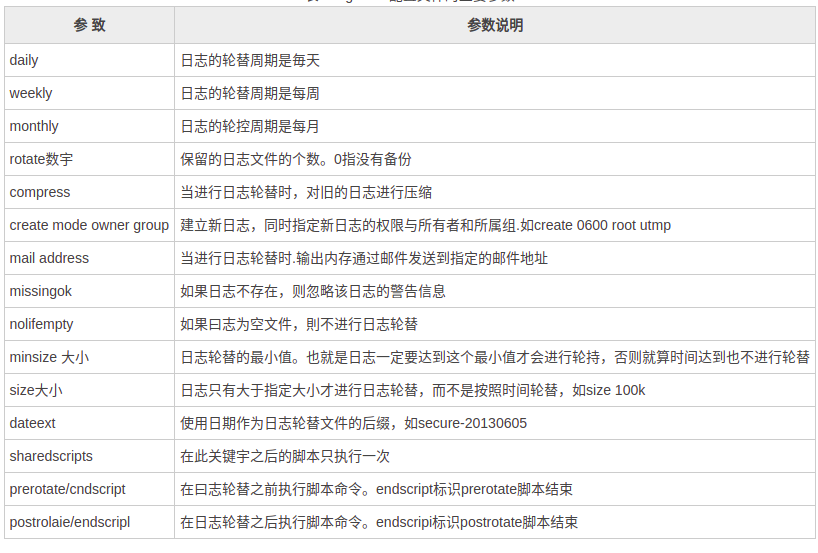 参 致 参数说明
daily 日志的轮替周期是每天
weekly 日志的轮替周期是每周
monthly 日志的轮控周期是每月
rotate数宇 保留的日志文件的个数。0指没有备份
compress 当进行日志轮替时，对旧的日志进行压缩
create mode owner group 建立新日志，同时指定新日志的权限与所有者和所属组.如create 0600 root utmp
mail address 当进行日志轮替时.输出内存通过邮件发送到指定的邮件地址
missingok 如果日志不存在，则忽略该日志的警告信息
nolifempty 如果曰志为空文件，則不进行日志轮替
minsize 大小 日志轮替的最小值。也就是日志一定要达到这个最小值才会进行轮持，否则就算时间达到也不进行轮替
size大小 日志只有大于指定大小才进行日志轮替，而不是按照时间轮替，如size 100k
dateext 使用日期作为日志轮替文件的后缀，如secure-20130605
sharedscripts 在此关键宇之后的脚本只执行一次
prerotate/cndscript 在曰志轮替之前执行脚本命令。endscript标识prerotate脚本结束
postrolaie/endscripl 在日志轮替之后执行脚本命令。endscripi标识postrotate脚本结束